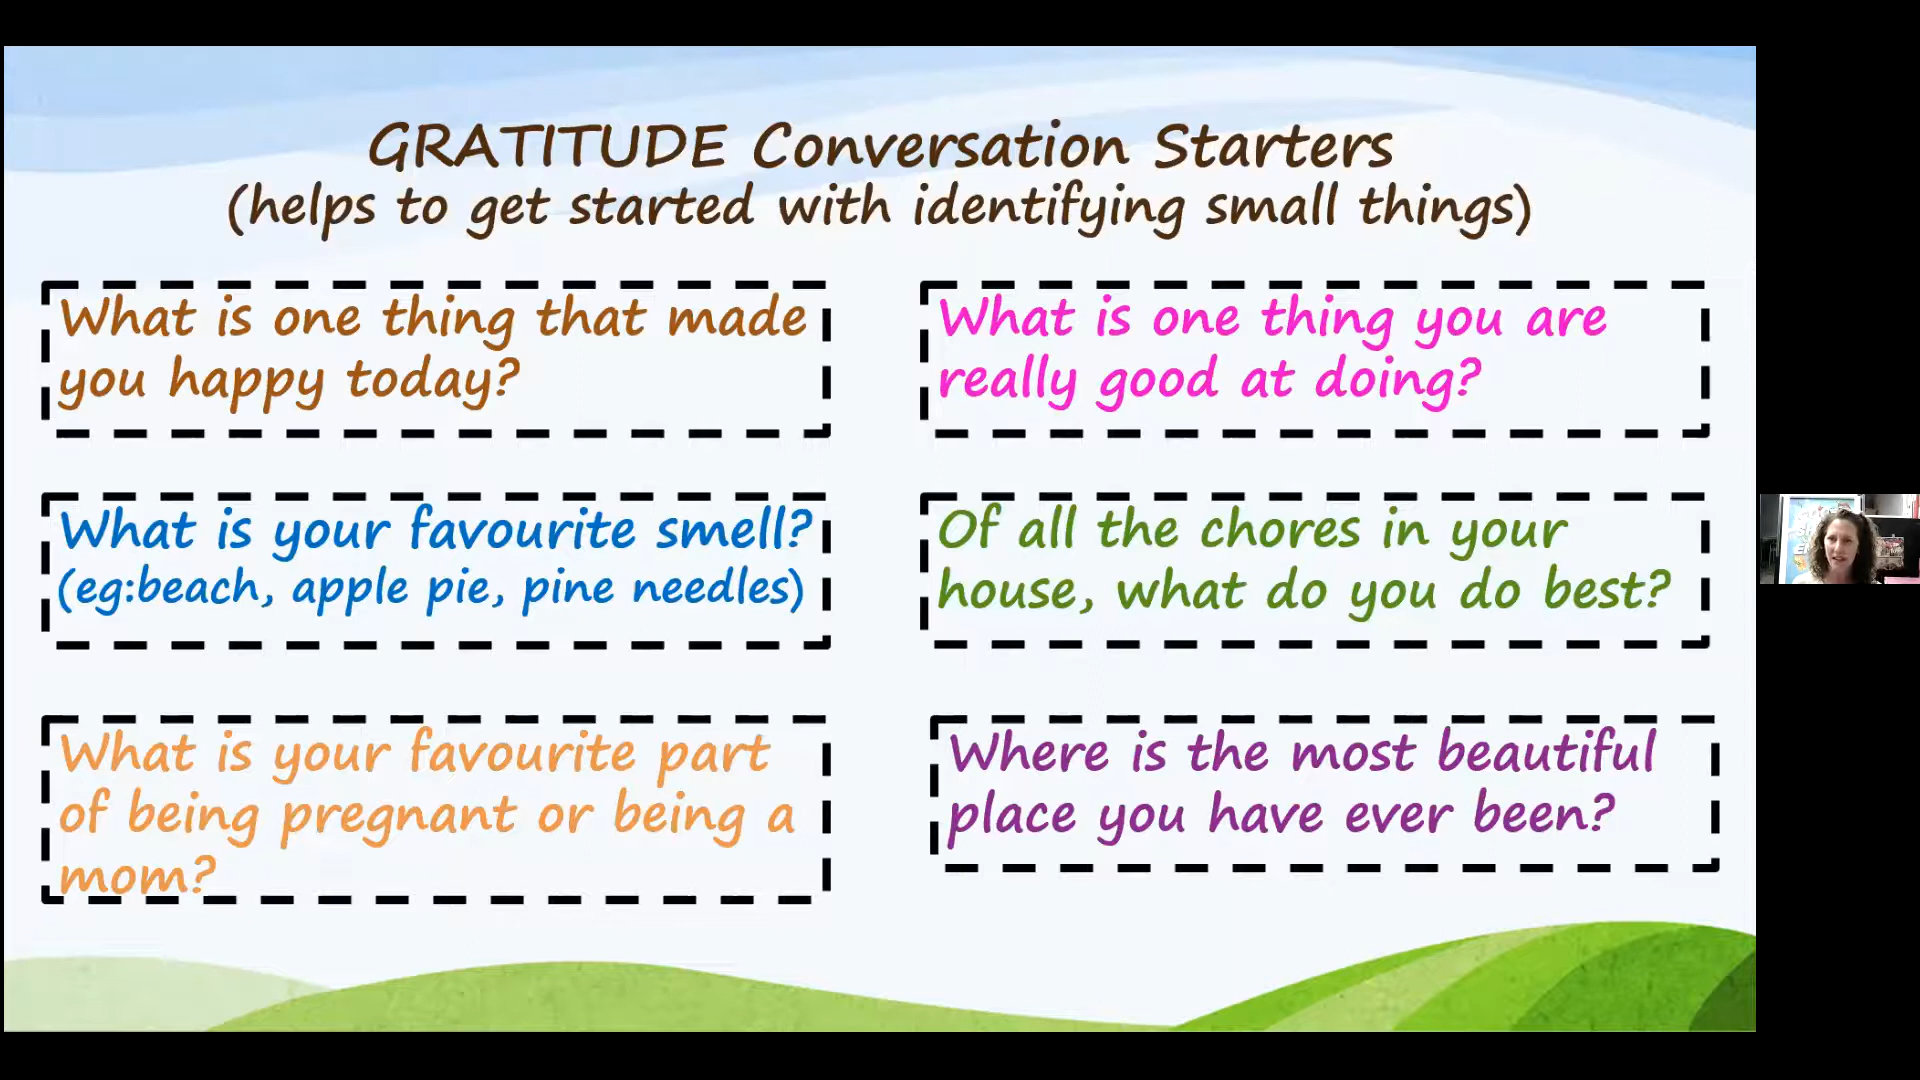 GRATITUDE Conversation Starters
(helps to get started with identifying small things)
What is one thing that made
you happy today?
What is one thing you are
really good at doing?
What is your favourite smell?
(eg:beach, apple pie, pine needles)
Of all the chores in your
house, what do you do best?
What is your favourite part
of being pregnant or being a
mom?
Where is the most beautiful
place you have ever been?